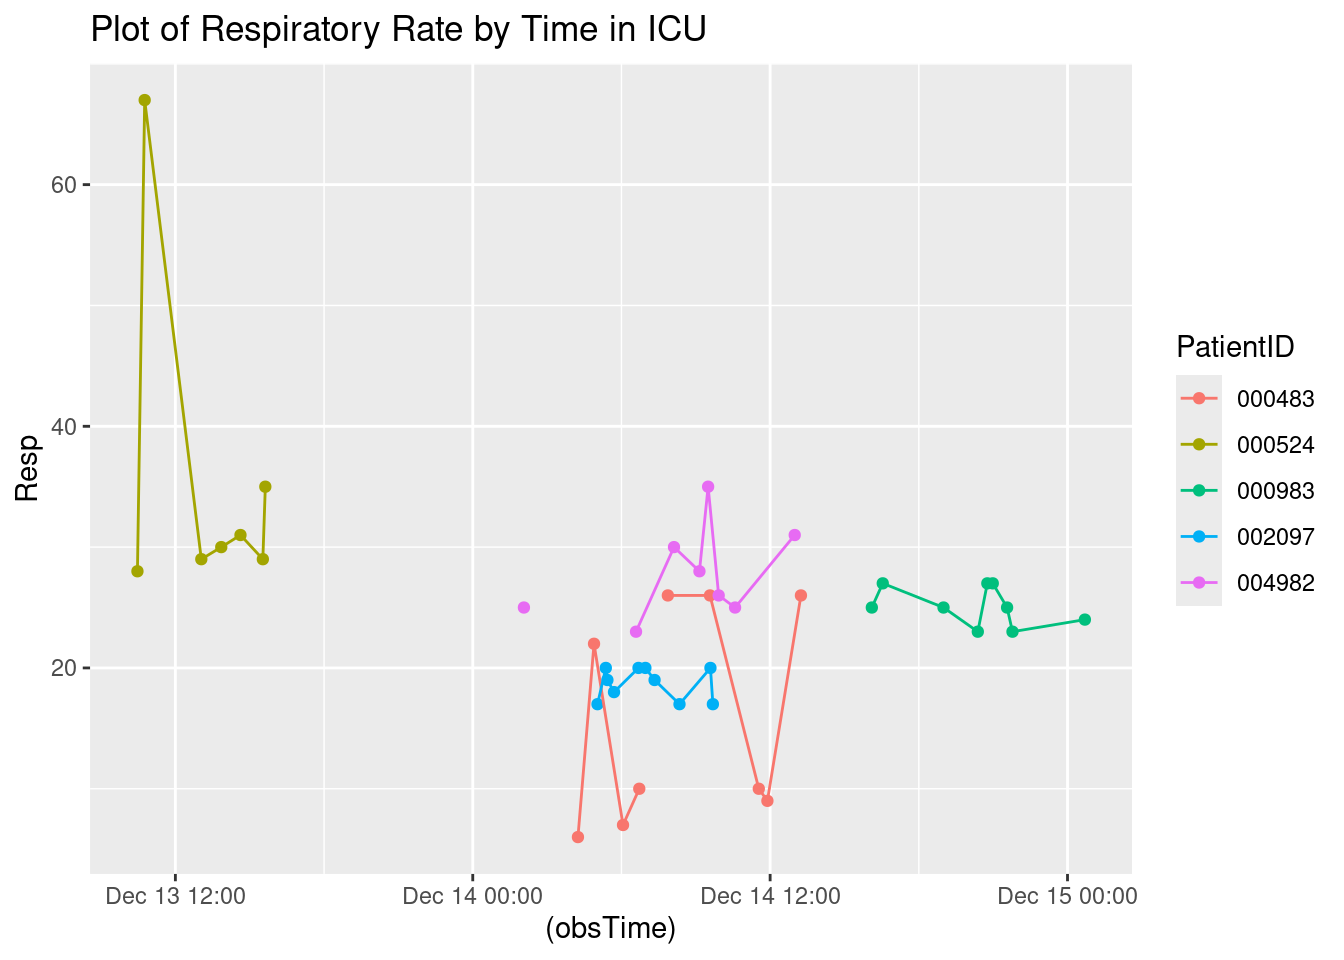 Plot of Respiratory Rate by Time in ICU
60
40
20
Resp
Dec 13 12:00
Dec 14 00:00
Dec 14 12:00
Dec 15 00:00
(obsTime)
PatientID
000483
000524
000983
002097
004982